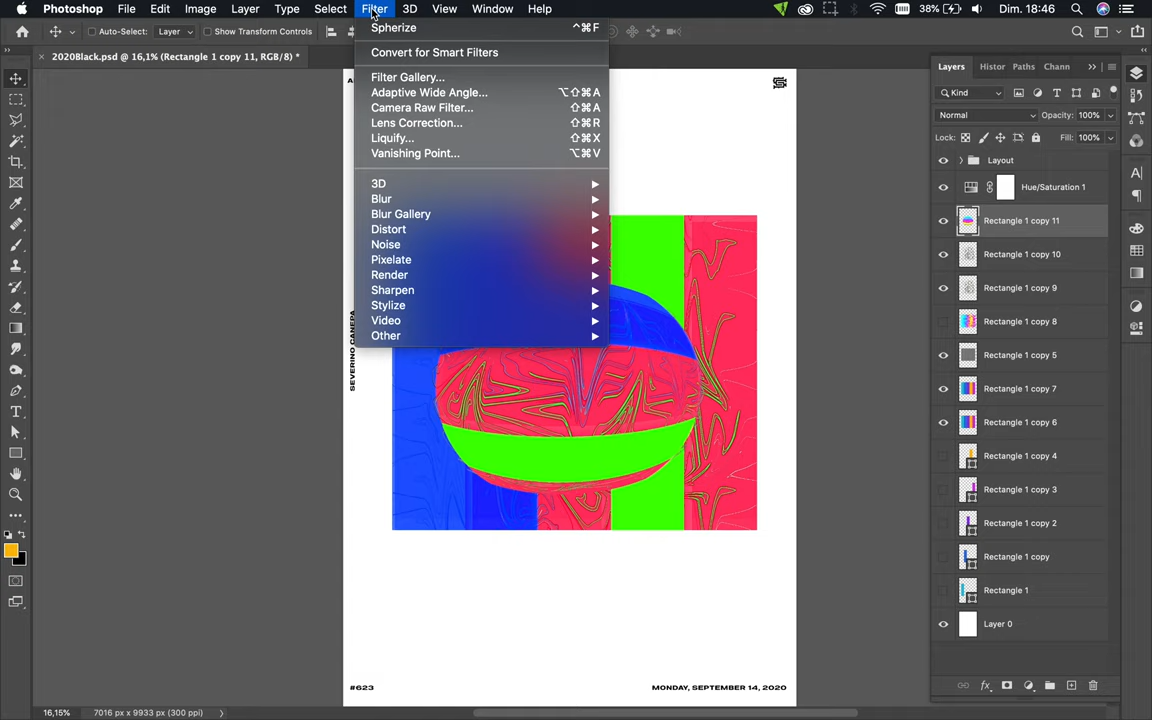 Photoshop File Edit Image Layer Type Select Filter 3D View Window Help 38% Dim. 18:46
Auto-Select: Layer Show Transform Controls
2020Black.psd @ 16,1% (Rectangle 1 copy 11, RGB/8) *
Spherize ^⌘F
Convert for Smart Filters
Filter Gallery...
Adaptive Wide Angle... ⌥⇧⌘A
Camera Raw Filter... ⇧⌘A
Lens Correction... ⇧⌘R
Liquify... ⇧⌘X
Vanishing Point... ⌥⌘V
3D
Blur
Blur Gallery
Distort
Noise
Pixelate
Render
Sharpen
Stylize
Video
Other
SEVERINO CANEPA
#623
MONDAY, SEPTEMBER 14, 2020
Layers Histor Paths Chann
Kind
Normal Opacity: 100%
Lock: Fill: 100%
Layout
Hue/Saturation 1
Rectangle 1 copy 11
Rectangle 1 copy 10
Rectangle 1 copy 9
Rectangle 1 copy 8
Rectangle 1 copy 5
Rectangle 1 copy 7
Rectangle 1 copy 6
Rectangle 1 copy 4
Rectangle 1 copy 3
Rectangle 1 copy 2
Rectangle 1 copy
Rectangle 1
Layer 0
fx
16,15% 7016 px x 9933 px (300 ppi)